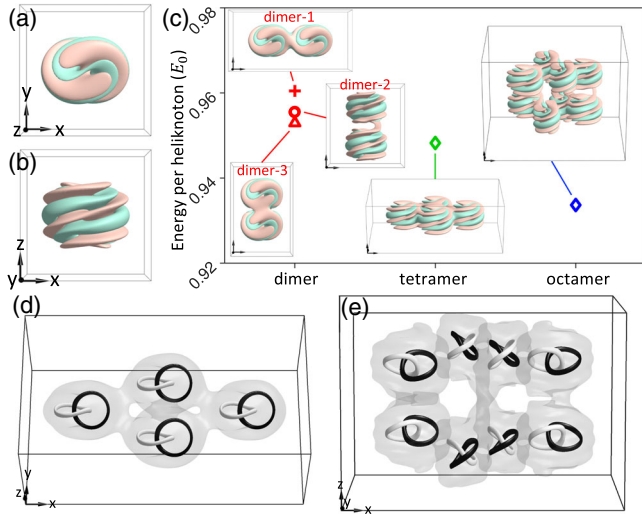 (a)
y
z x
(b)
z
y x
(c)
Energy per heliknoton (E₀)
0.98
0.96
0.94
0.92
dimer-1
dimer-2
dimer-3
dimer
tetramer
octamer
(d)
y
z x
(e)
z
y x